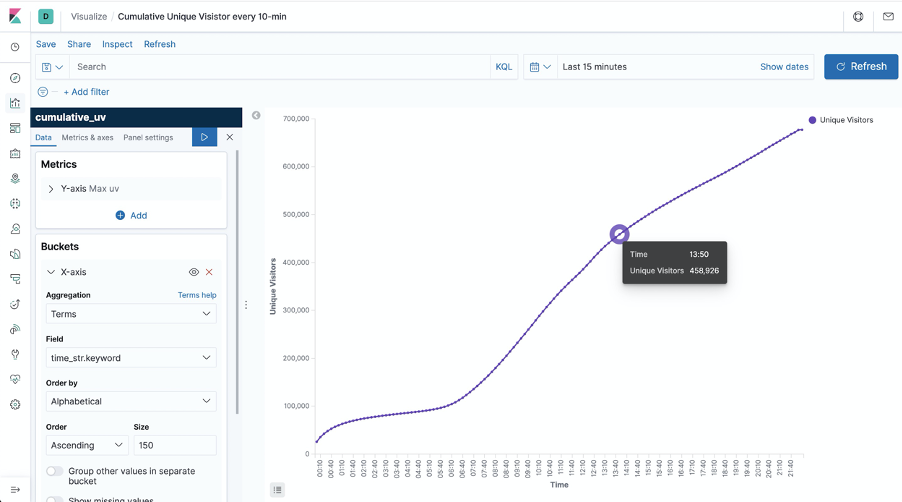 D Visualize / Cumulative Unique Visistor every 10-min
Save Share Inspect Refresh
Search KQL Last 15 minutes Show dates Refresh
+ Add filter
cumulative_uv
Data Metrics & axes Panel settings
Metrics
Y-axis Max uv
Add
Buckets
X-axis
Aggregation Terms help
Terms
Field
time_str.keyword
Order by
Alphabetical
Order Size
Ascending 150
Group other values in separate
bucket
Show missing values
Unique Visitors
700,000
600,000
500,000
400,000
300,000
200,000
100,000
0
Unique Visitors
Time 13:50
Unique Visitors 458,926
00:10 00:40 01:10 01:40 02:10 02:40 03:10 03:40 04:10 04:40 05:10 05:40 06:10 06:40 07:10 07:40 08:10 08:40 09:10 09:40 10:10 10:40 11:10 11:40 12:10 12:40 13:10 13:40 14:10 14:40 15:10 15:40 16:10 16:40 17:10 17:40 18:10 18:40 19:10 19:40 20:10 20:40 21:10 21:40
Time